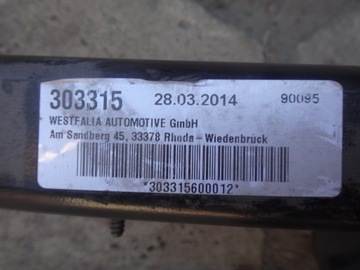 303315 28.03.2014 90095
WESTFALIA AUTOMOTIVE GmbH
Am Sandberg 45, 33378 Rheda-Wiedenbrück
*303315600012*